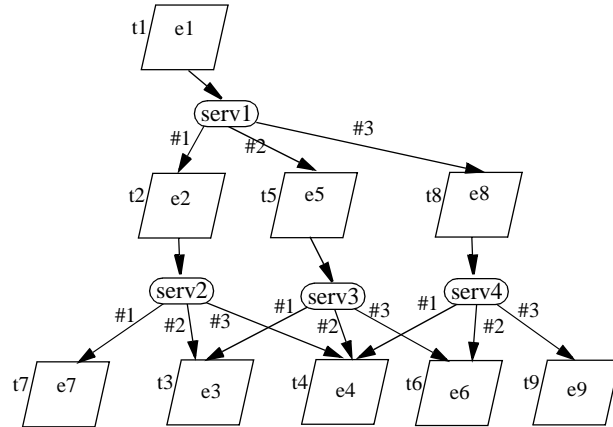 t1 e1
serv1
#1 #2 #3
t2 e2 t5 e5 t8 e8
serv2 serv3 serv4
#1 #2 #3 #1 #2 #3 #1 #2 #3
t7 e7 t3 e3 t4 e4 t6 e6 t9 e9